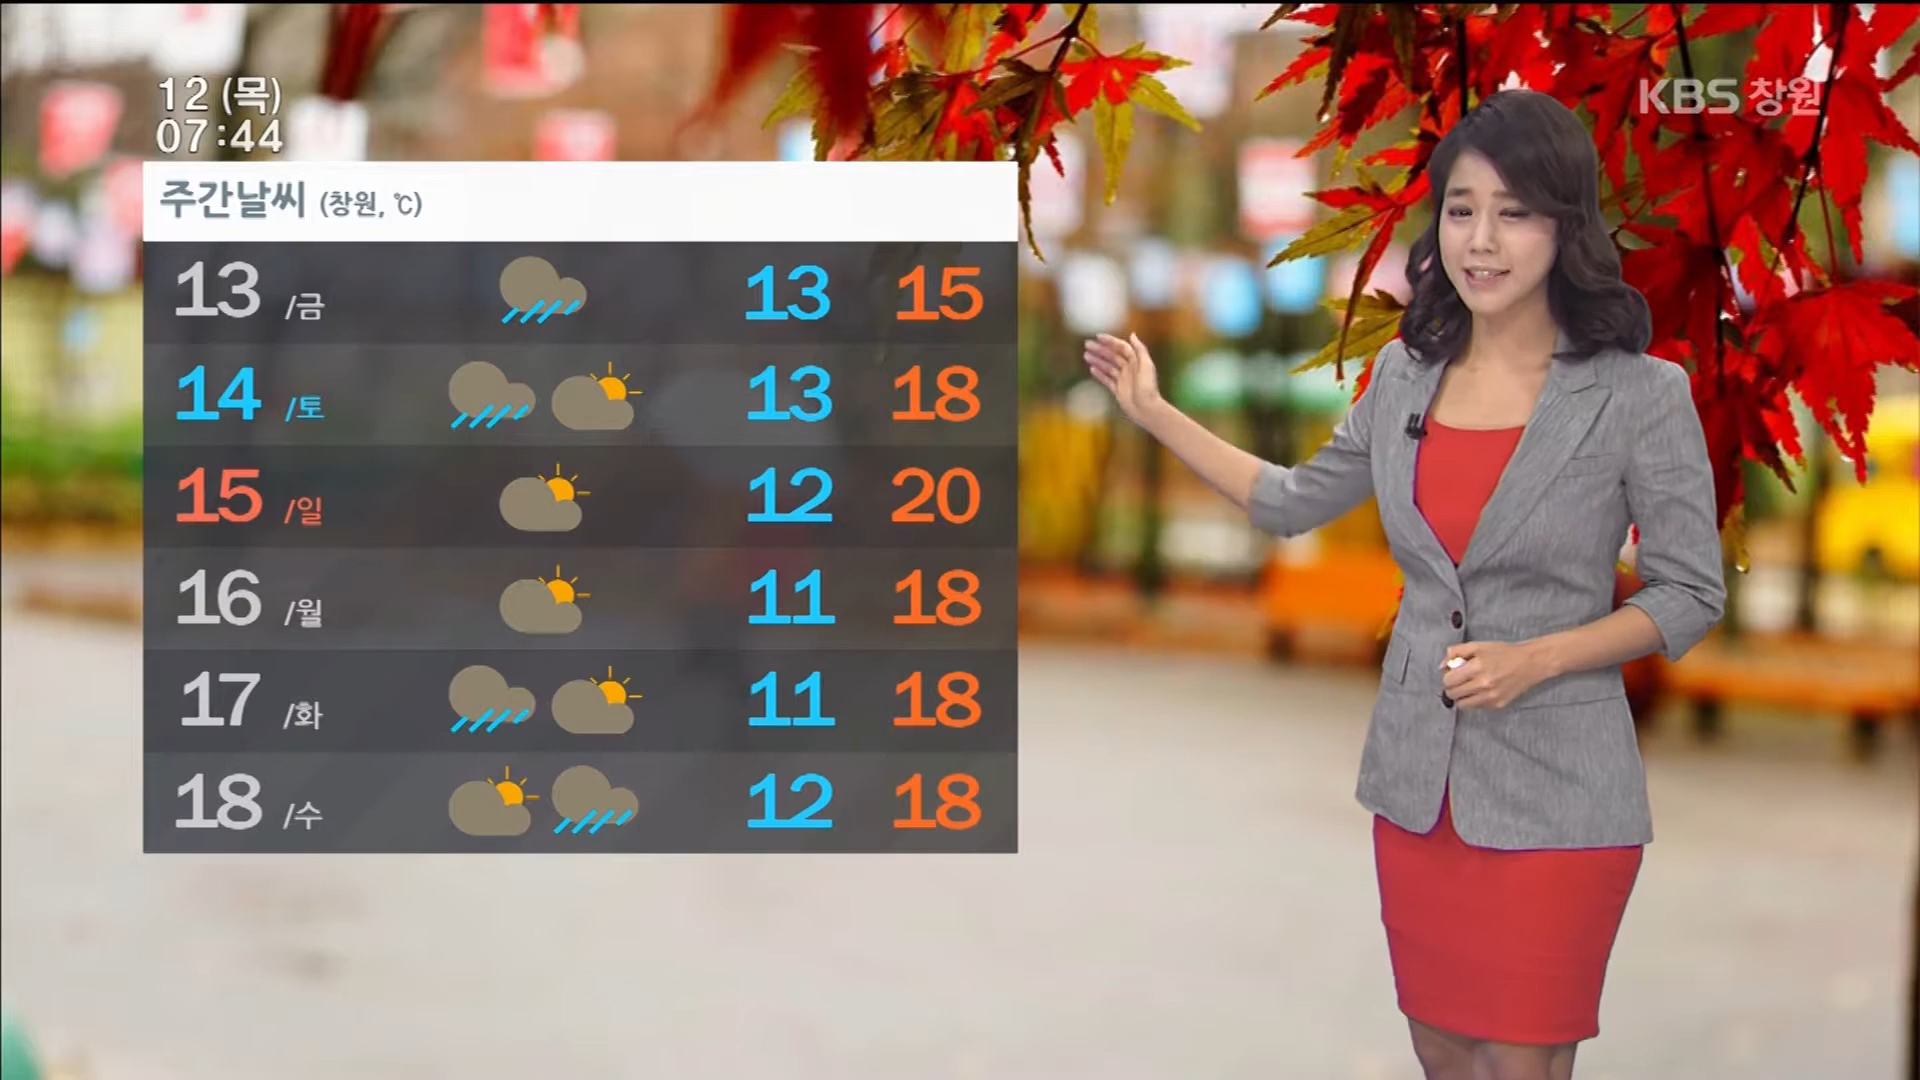 12 (목)
07:44
KBS 창원
주간날씨 (창원, ℃)
13 /금 13 15
14 /토 13 18
15 /일 12 20
16 /월 11 18
17 /화 11 18
18 /수 12 18